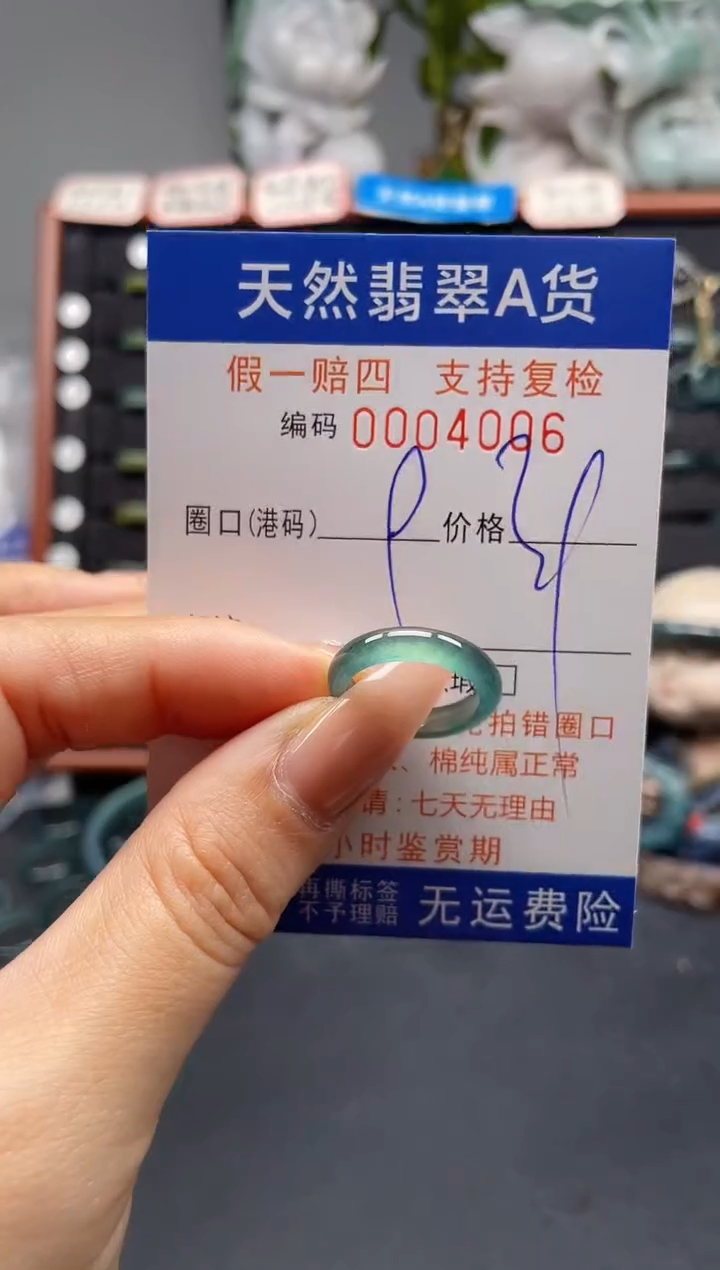 天然翡翠A货
假一赔四 支持复检
编码 0004006
圈口(港码) 价格
拍错圈口
、棉纯属正常
请:七天无理由
小时鉴赏期
再撕标签
不予理赔
无运费险